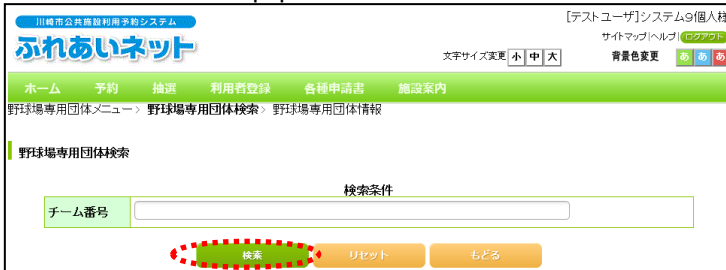 川崎市公共施設利用予約システム
ふれあいネット
[テストユーザ]システム9個人様
サイトマップ|ヘルプ|ログアウト
文字サイズ変更 小 中 大 背景色変更 あ あ あ
ホーム 予約 抽選 利用者登録 各種申請書 施設案内
野球場専用団体メニュー> 野球場専用団体検索> 野球場専用団体情報
野球場専用団体検索
検索条件
チーム番号
検索 リセット もどる